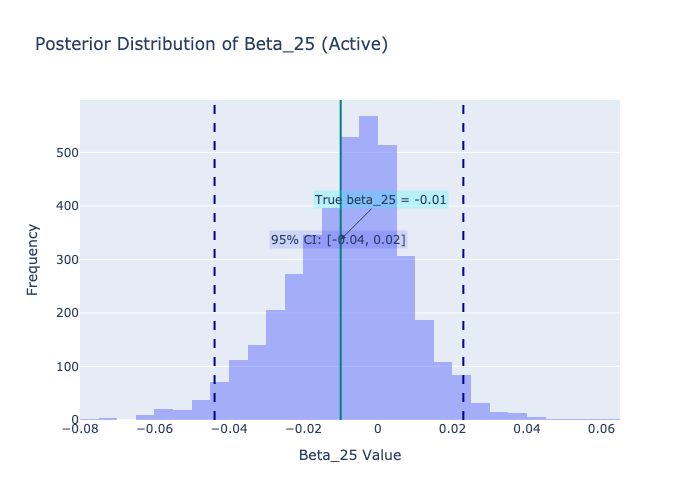 Posterior Distribution of Beta_25 (Active)
500
400
300
200
100
0
True beta_25 = -0.01
95% CI: [-0.04, 0.02]
Frequency
−0.08 −0.06 −0.04 −0.02 0 0.02 0.04 0.06
Beta_25 Value